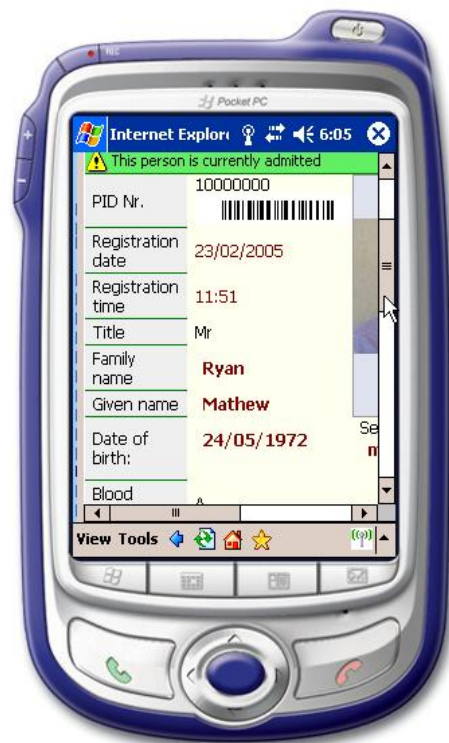 REC
Pocket PC
Internet Explor 6:05
This person is currently admitted
PID Nr. 10000000
Registration date 23/02/2005
Registration time 11:51
Title Mr
Family name Ryan
Given name Mathew
Date of birth: 24/05/1972 Se
Blood
View Tools